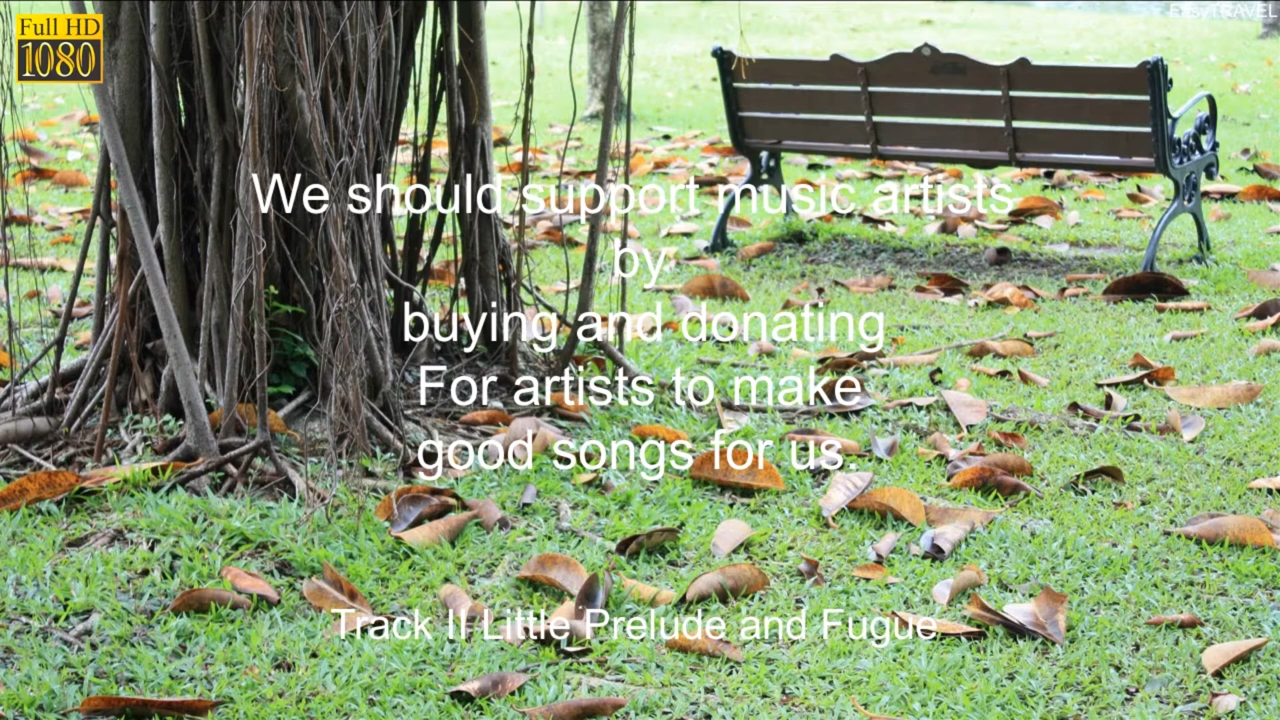 Full HD
1080
EasyTRAVEL
We should support music artists
by
buying and donating
For artists to make
good songs for us.
Track II Little Prelude and Fugue